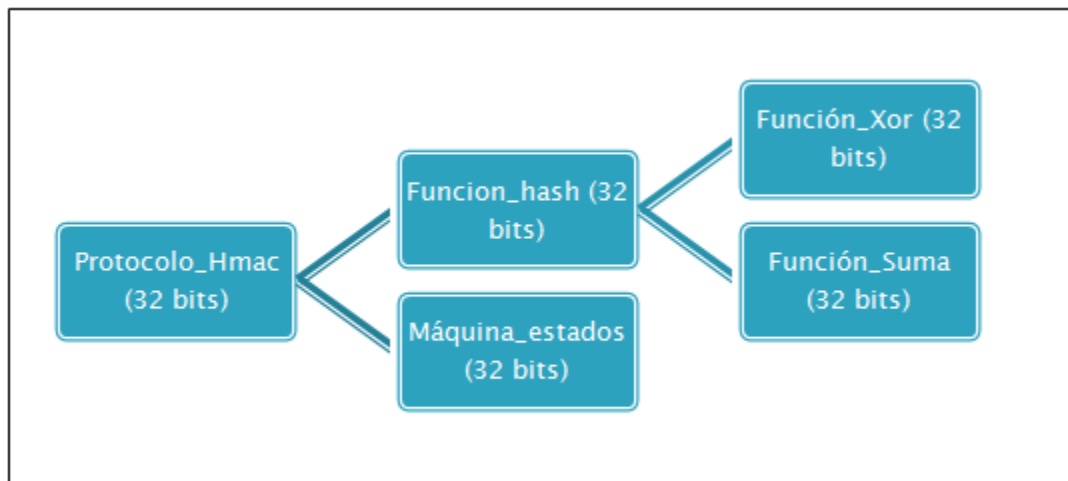 Protocolo_Hmac
(32 bits)
Funcion_hash (32
bits)
Máquina_estados
(32 bits)
Función_Xor (32
bits)
Función_Suma
(32 bits)